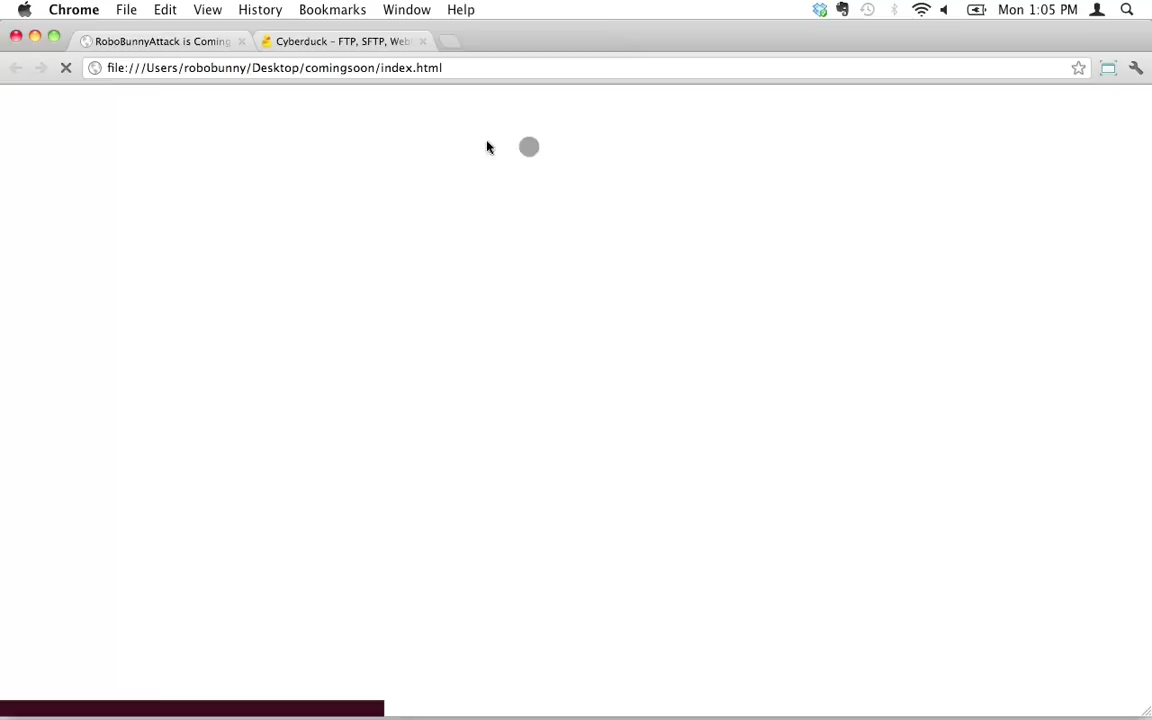 Chrome File Edit View History Bookmarks Window Help Mon 1:05 PM
RoboBunnyAttack is Coming Cyberduck – FTP, SFTP, Web
file:///Users/robobunny/Desktop/comingsoon/index.html